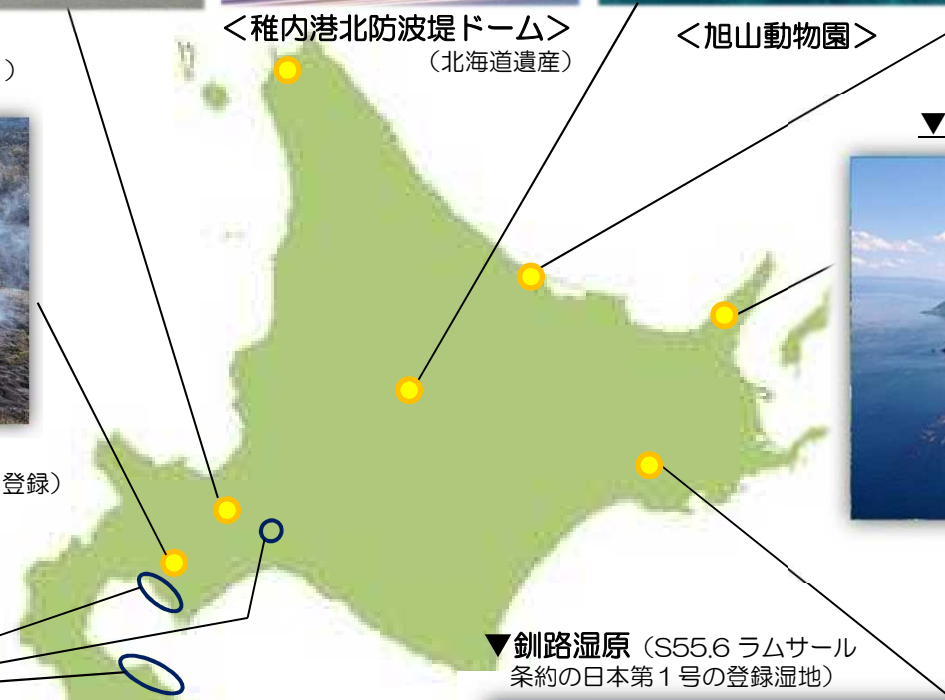 ＜稚内港北防波堤ドーム＞
（北海道遺産）
＜旭山動物園＞
）
▼
登録）
▼釧路湿原（S55.6 ラムサール
条約の日本第１号の登録湿地）